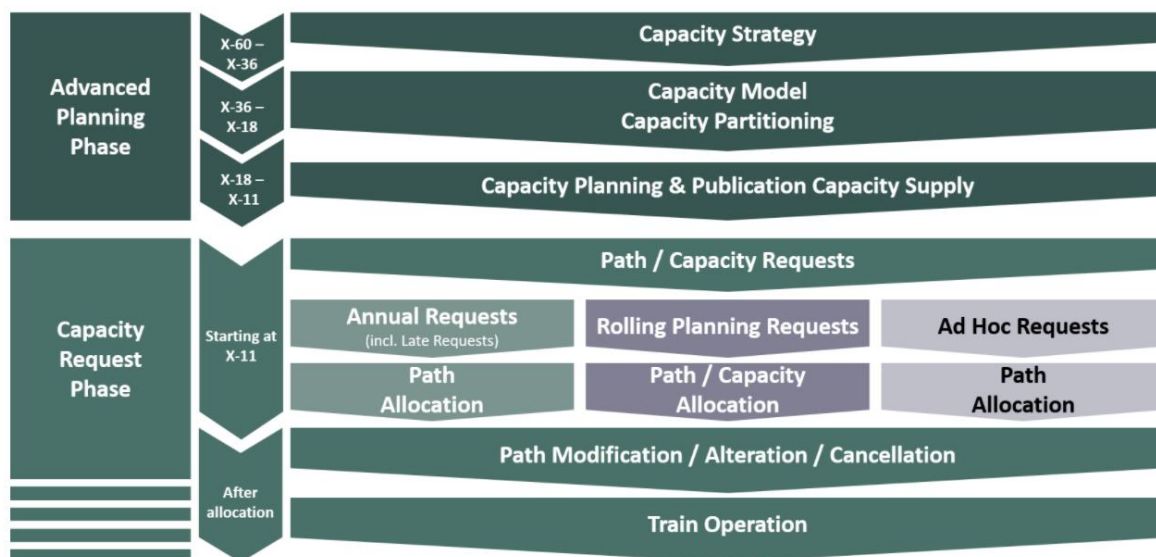 Advanced
Planning
Phase
X-60 –
X-36
Capacity Strategy
X-36 –
X-18
Capacity Model
Capacity Partitioning
X-18 –
X-11
Capacity Planning & Publication Capacity Supply
Capacity
Request
Phase
Starting at
X-11
Path / Capacity Requests
Annual Requests
(incl. Late Requests)
Rolling Planning Requests
Ad Hoc Requests
Path
Allocation
Path / Capacity
Allocation
Path
Allocation
After
allocation
Path Modification / Alteration / Cancellation
Train Operation